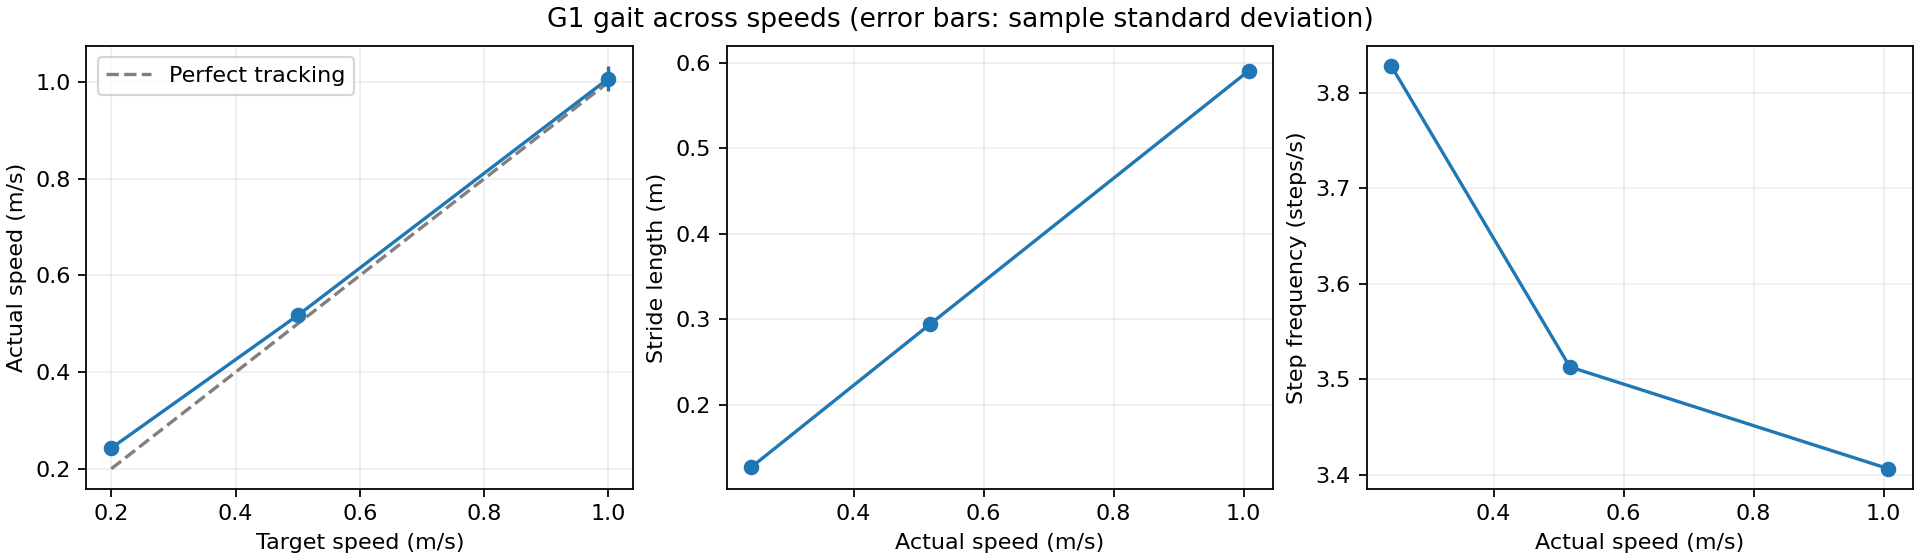 G1 gait across speeds (error bars: sample standard deviation)
Perfect tracking
Actual speed (m/s)
1.0
0.8
0.6
0.4
0.2
0.2 0.4 0.6 0.8 1.0
Target speed (m/s)
Stride length (m)
0.6
0.5
0.4
0.3
0.2
0.4 0.6 0.8 1.0
Actual speed (m/s)
Step frequency (steps/s)
3.8
3.7
3.6
3.5
3.4
0.4 0.6 0.8 1.0
Actual speed (m/s)